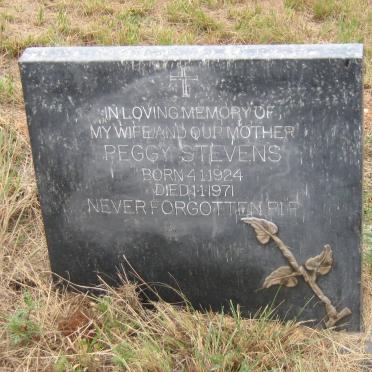 IN LOVING MEMORY OF
MY WIFE AND OUR MOTHER
PEGGY STEVENS
BORN 4.1.1924
DIED 1.1.1971
NEVER FORGOTTEN R.I.P.